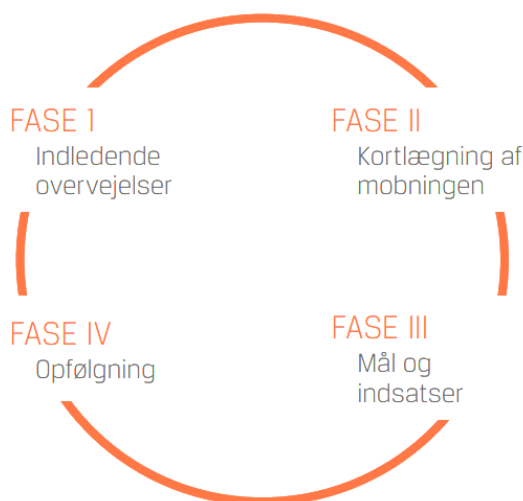 FASE 1
Indledende
overvejelser
FASE II
Kortlægning af
mobningen
FASE III
Mål og
indsatser
FASE IV
Opfølgning